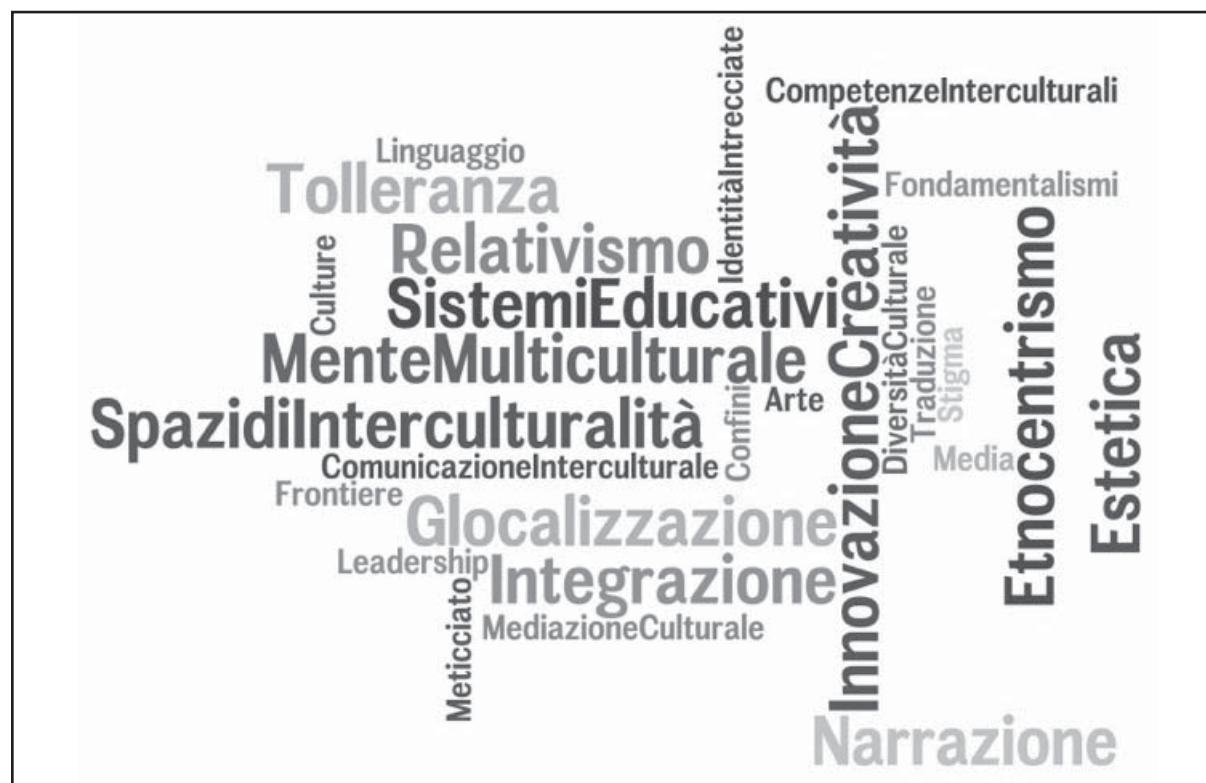 IdentitàIntrecciate
CompetenzeInterculturali
Linguaggio
Tolleranza
InnovazioneCreatività
Fondamentalismi
Relativismo
Culture
DiversitàCulturale
Etnocentrismo
SistemiEducativi
Traduzione
Stigma
MenteMulticulturale
Estetica
Confini
Arte
SpazidiInterculturalità
Media
ComunicazioneInterculturale
Frontiere
Glocalizzazione
Leadership
Integrazione
Meticciato
MediazioneCulturale
Narrazione